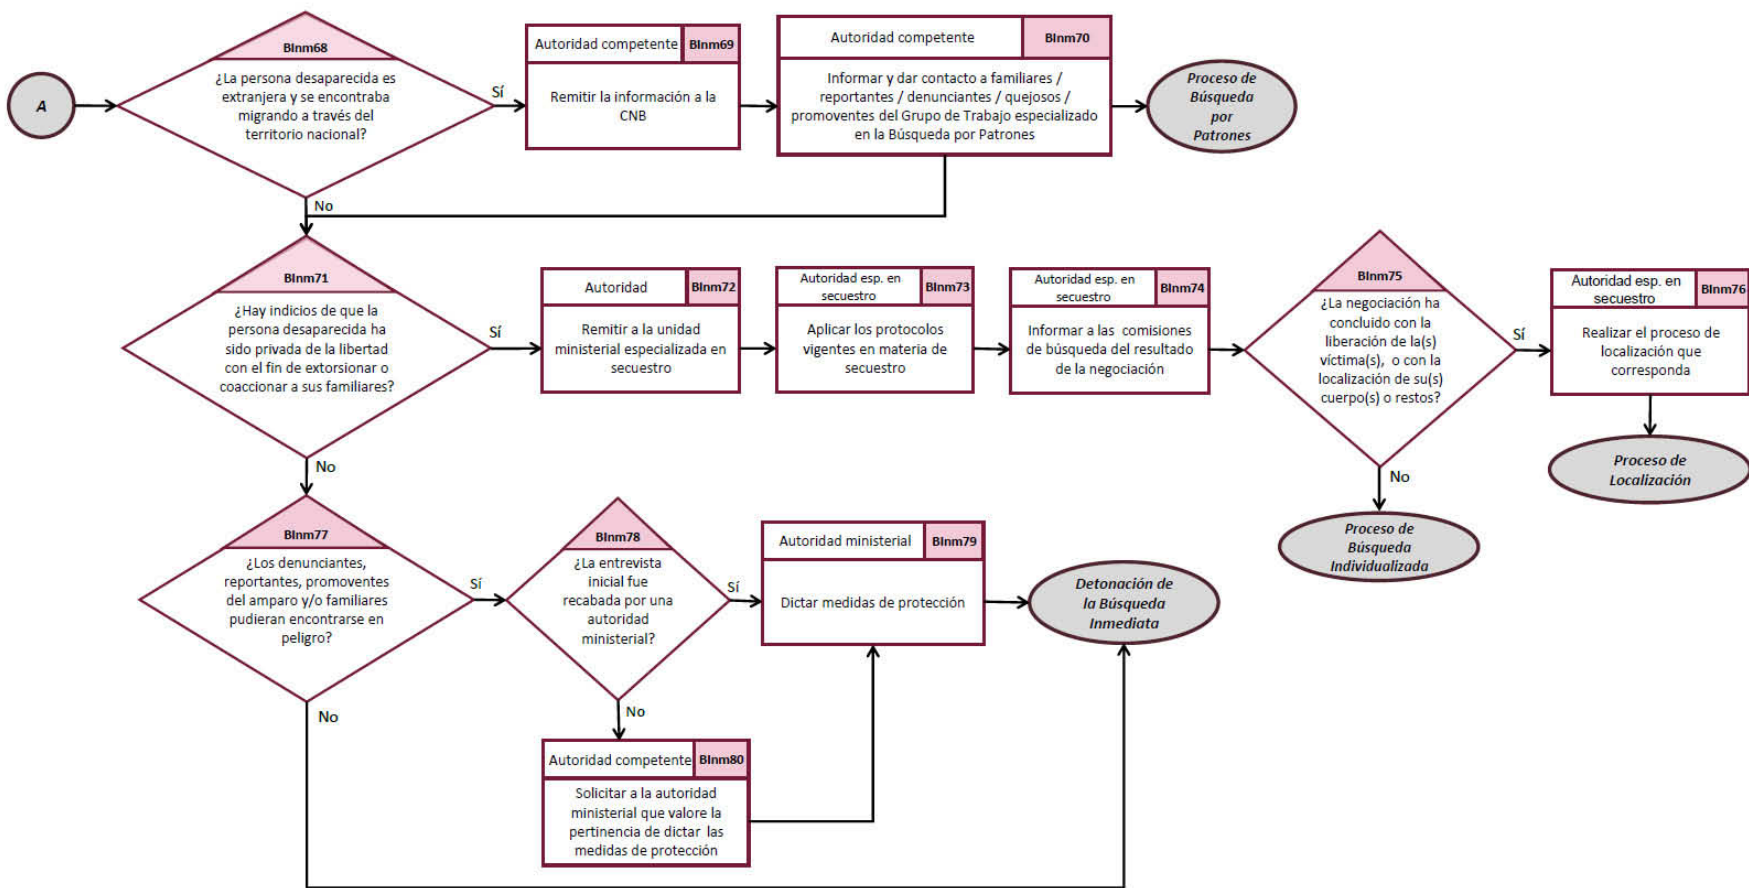 A
BInm68
¿La persona desaparecida es
extranjera y se encontraba
migrando a través del
territorio nacional?
Sí
No
Autoridad competente
BInm69
Remitir la información a la
CNB
Autoridad competente
BInm70
Informar y dar contacto a familiares /
reportantes / denunciantes / quejosos /
promoventes del Grupo de Trabajo especializado
en la Búsqueda por Patrones
Proceso de
Búsqueda
por
Patrones
BInm71
¿Hay indicios de que la
persona desaparecida ha
sido privada de la libertad
con el fin de extorsionar o
coaccionar a sus familiares?
Sí
No
Autoridad
BInm72
Remitir a la unidad
ministerial especializada en
secuestro
Autoridad esp. en
secuestro
BInm73
Aplicar los protocolos
vigentes en materia de
secuestro
Autoridad esp. en
secuestro
BInm74
Informar a las comisiones
de búsqueda del resultado
de la negociación
BInm75
¿La negociación ha
concluido con la
liberación de la(s)
víctima(s), o con la
localización de su(s)
cuerpo(s) o restos?
Sí
No
Autoridad esp. en
secuestro
BInm76
Realizar el proceso de
localización que
corresponda
Proceso de
Localización
Proceso de
Búsqueda
Individualizada
BInm77
¿Los denunciantes,
reportantes, promoventes
del amparo y/o familiares
pudieran encontrarse en
peligro?
Sí
No
BInm78
¿La entrevista
inicial fue
recabada por una
autoridad
ministerial?
Sí
No
Autoridad ministerial
BInm79
Dictar medidas de protección
Detonación de
la Búsqueda
Inmediata
Autoridad competente
BInm80
Solicitar a la autoridad
ministerial que valore la
pertinencia de dictar las
medidas de protección